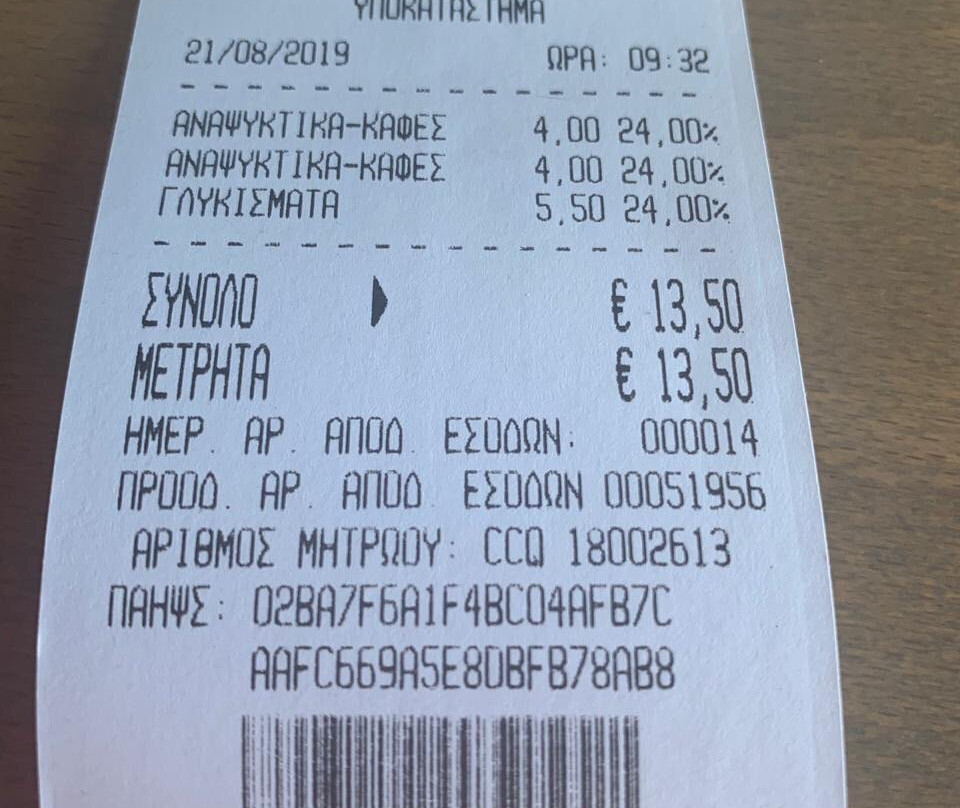 ΥΠΟΚΑΤΑΣΤΗΜΑ
21/08/2019 ΩΡΑ: 09:32
ΑΝΑΨΥΚΤΙΚΑ-ΚΑΦΕΣ 4,00 24,00%
ΑΝΑΨΥΚΤΙΚΑ-ΚΑΦΕΣ 4,00 24,00%
ΓΛΥΚΙΣΜΑΤΑ 5,50 24,00%
ΣΥΝΟΛΟ € 13,50
ΜΕΤΡΗΤΑ € 13,50
ΗΜΕΡ. ΑΡ. ΑΠΟΔ. ΕΣΟΔΩΝ: 000014
ΠΡΟΟΔ. ΑΡ. ΑΠΟΔ. ΕΣΟΔΩΝ 00051956
ΑΡΙΘΜΟΣ ΜΗΤΡΩΟΥ: CCQ 18002613
ΠΑΗΨΣ: 02BA7F6A1F4BC04AFB7C
AAFC669A5E80BFB78AB8